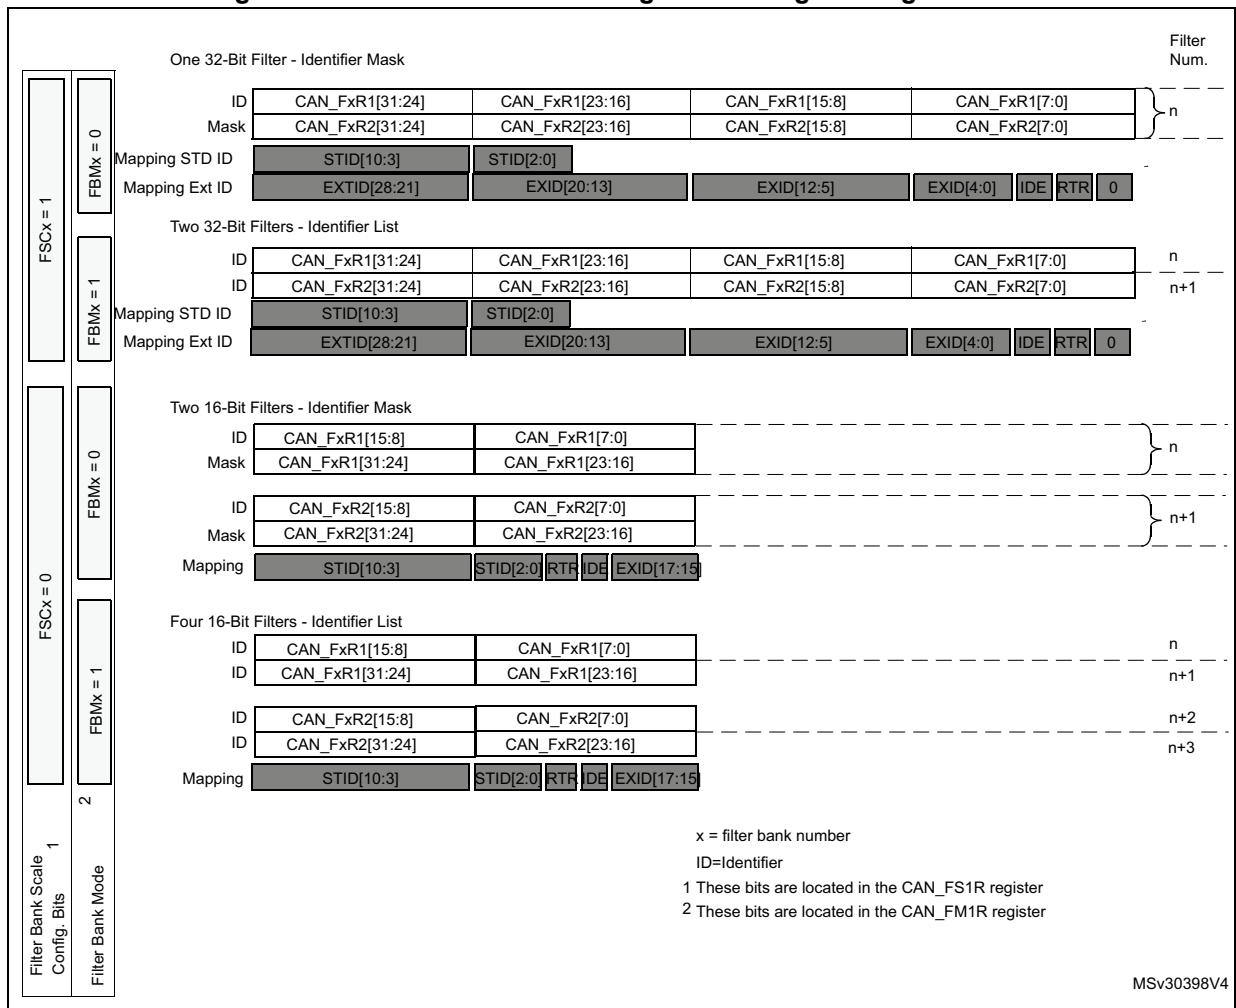 Filter
Num.
One 32-Bit Filter - Identifier Mask
ID CAN_FxR1[31:24] CAN_FxR1[23:16] CAN_FxR1[15:8] CAN_FxR1[7:0] n
Mask CAN_FxR2[31:24] CAN_FxR2[23:16] CAN_FxR2[15:8] CAN_FxR2[7:0]
Mapping STD ID STID[10:3] STID[2:0]
Mapping Ext ID EXTID[28:21] EXID[20:13] EXID[12:5] EXID[4:0] IDE RTR 0
FBMx = 0
FSCx = 1
Two 32-Bit Filters - Identifier List
ID CAN_FxR1[31:24] CAN_FxR1[23:16] CAN_FxR1[15:8] CAN_FxR1[7:0] n
ID CAN_FxR2[31:24] CAN_FxR2[23:16] CAN_FxR2[15:8] CAN_FxR2[7:0] n+1
Mapping STD ID STID[10:3] STID[2:0]
Mapping Ext ID EXTID[28:21] EXID[20:13] EXID[12:5] EXID[4:0] IDE RTR 0
FBMx = 1
Two 16-Bit Filters - Identifier Mask
ID CAN_FxR1[15:8] CAN_FxR1[7:0] n
Mask CAN_FxR1[31:24] CAN_FxR1[23:16]
ID CAN_FxR2[15:8] CAN_FxR2[7:0] n+1
Mask CAN_FxR2[31:24] CAN_FxR2[23:16]
Mapping STID[10:3] STID[2:0] RTR IDE EXID[17:15]
FBMx = 0
FSCx = 0
Four 16-Bit Filters - Identifier List
ID CAN_FxR1[15:8] CAN_FxR1[7:0] n
ID CAN_FxR1[31:24] CAN_FxR1[23:16] n+1
ID CAN_FxR2[15:8] CAN_FxR2[7:0] n+2
ID CAN_FxR2[31:24] CAN_FxR2[23:16] n+3
Mapping STID[10:3] STID[2:0] RTR IDE EXID[17:15]
FBMx = 1
Filter Bank Scale 1
Config. Bits
Filter Bank Mode 2
x = filter bank number
ID=Identifier
1 These bits are located in the CAN_FS1R register
2 These bits are located in the CAN_FM1R register
MSv30398V4